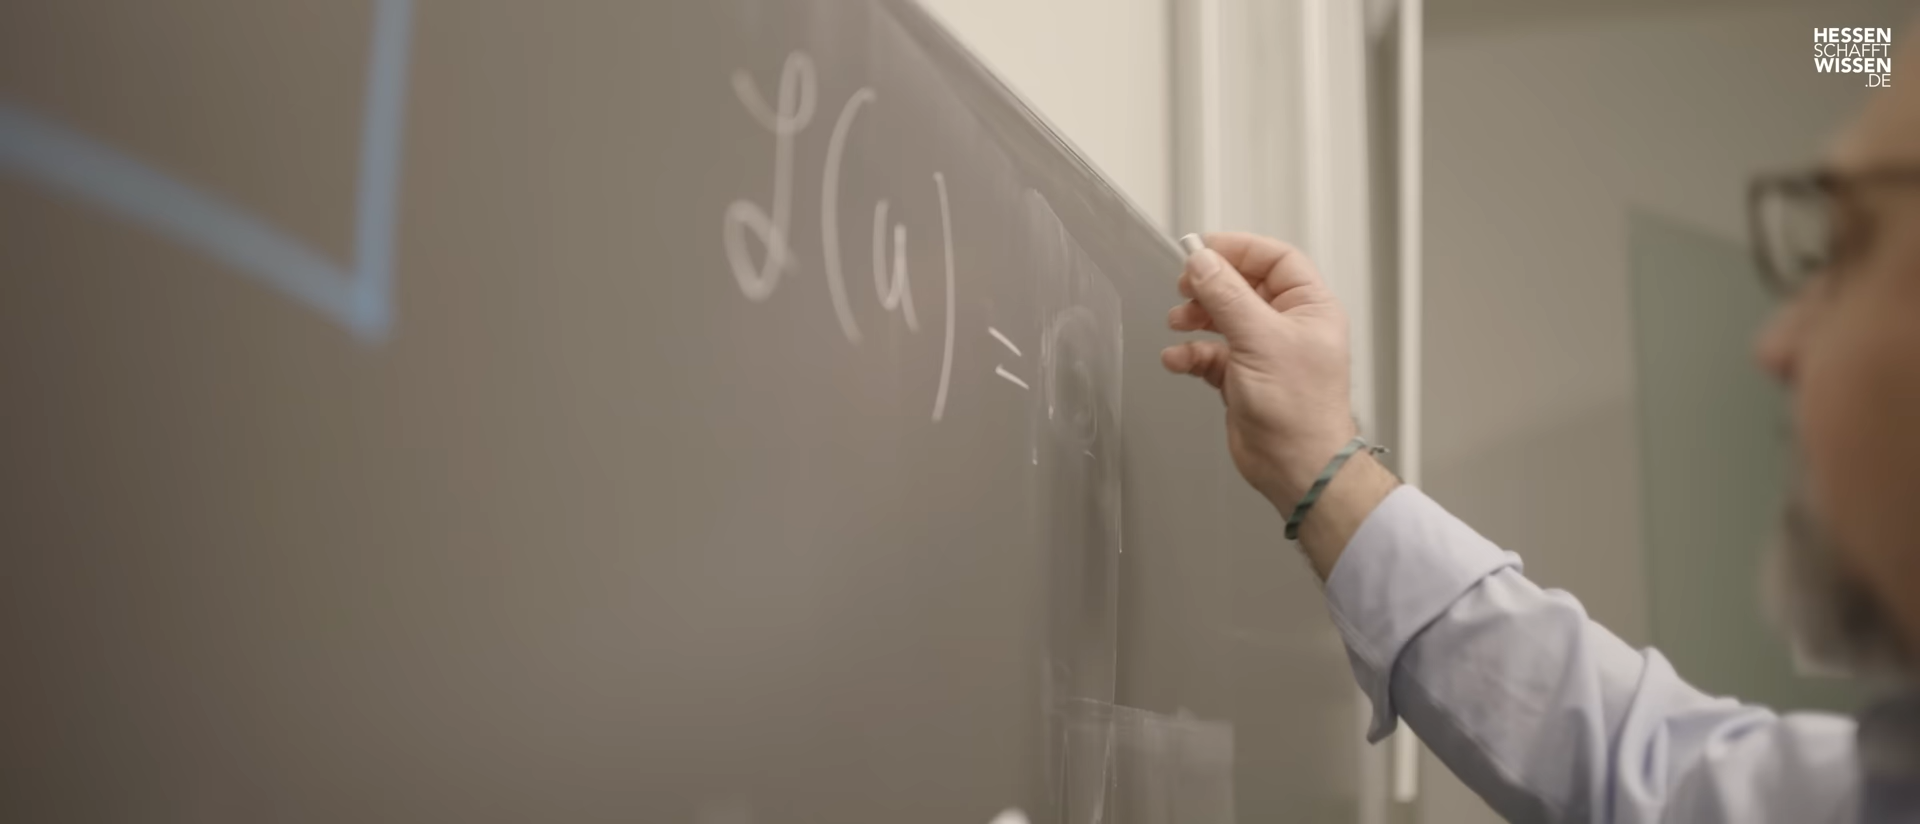 ℒ(u) =
HESSEN
SCHAFFT
WISSEN
.DE